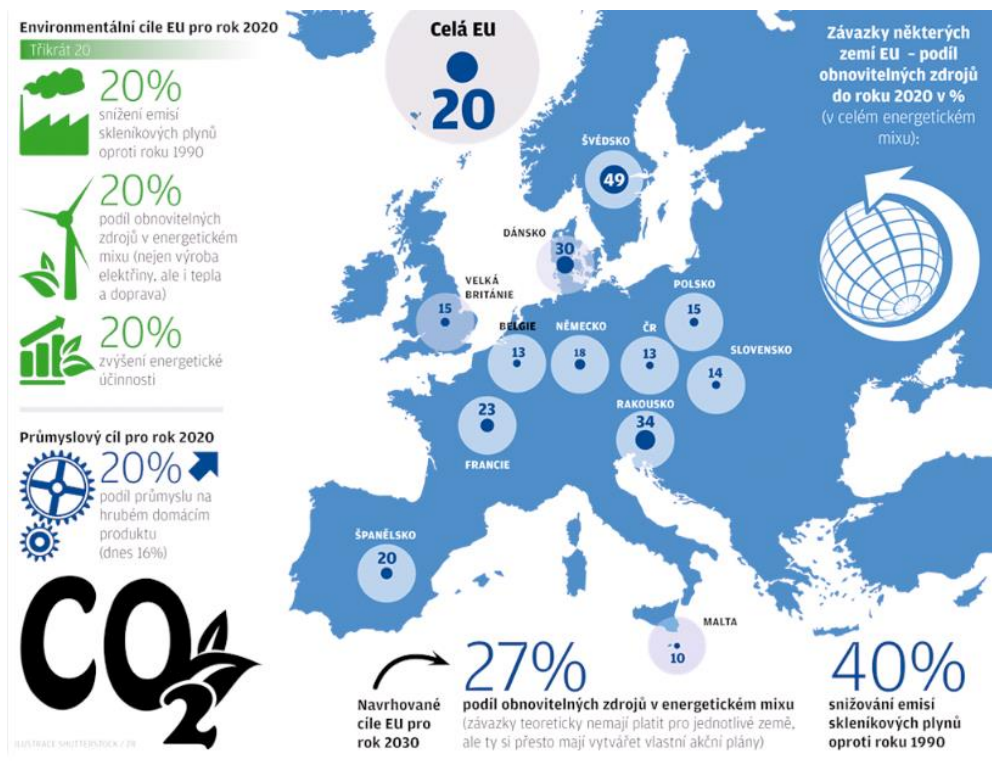 Environmentální cíle EU pro rok 2020
Třikrát 20
20%
snížení emisí
skleníkových plynů
oproti roku 1990
20%
podíl obnovitelných
zdrojů v energetickém
mixu (nejen výroba
elektřiny, ale i tepla
a doprava)
20%
zvýšení energetické
účinnosti
Průmyslový cíl pro rok 2020
20%
podíl průmyslu na
hrubém domácím
produktu
(dnes 16%)
CO2
ILUSTRACE SHUTTERSTOCK /
Celá EU
20
Závazky některých
zemí EU – podíl
obnovitelných zdrojů
do roku 2020 v %
(v celém energetickém
mixu):
ŠVÉDSKO
49
DÁNSKO
30
VELKÁ
BRITÁNIE
15
BELGIE
13
NĚMECKO
18
ČR
13
POLSKO
15
SLOVENSKO
14
RAKOUSKO
34
23
FRANCIE
ŠPANĚLSKO
20
MALTA
10
Navrhované
cíle EU pro
rok 2030
27%
podíl obnovitelných zdrojů v energetickém mixu
(závazky teoreticky nemají platit pro jednotlivé země,
ale ty si přesto mají vytvářet vlastní akční plány)
40%
snižování emisí
skleníkových plynů
oproti roku 1990